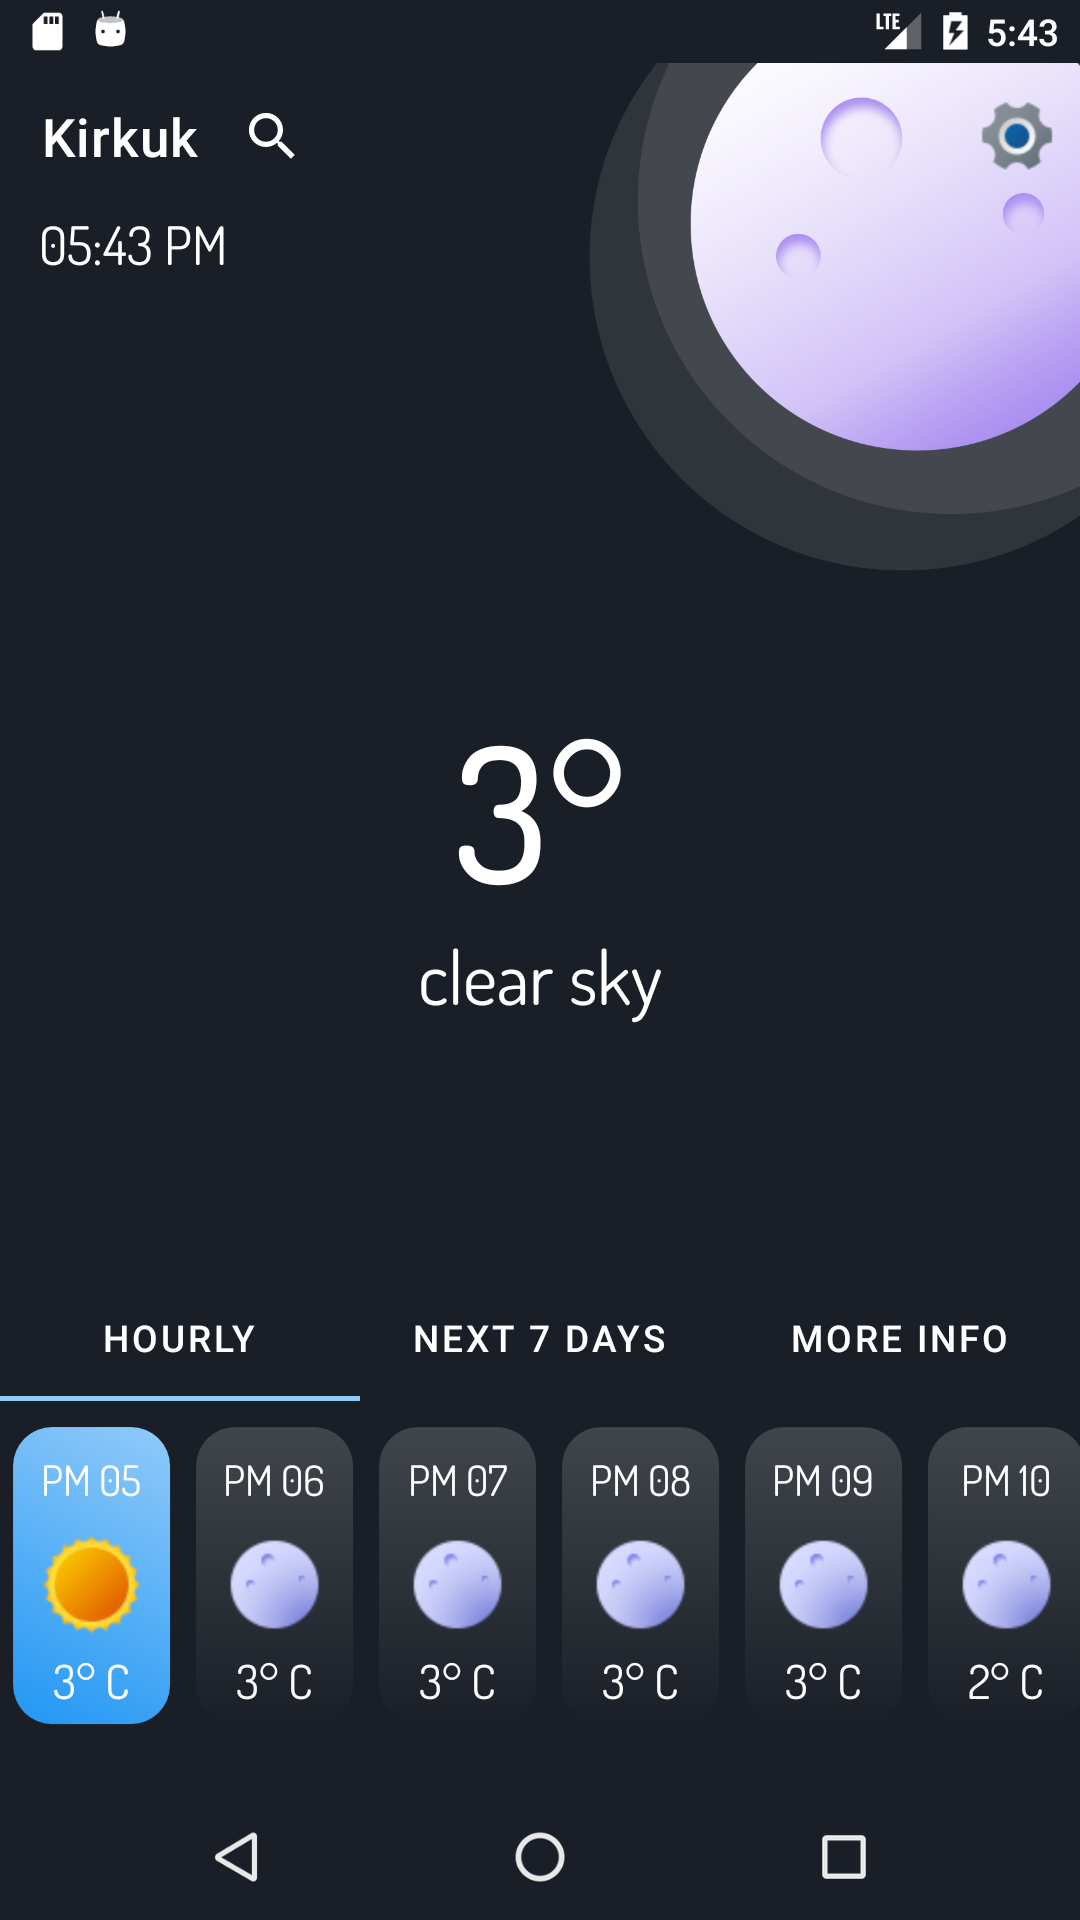 LTE 5:43
Kirkuk
05:43 PM
3°
clear sky
HOURLY NEXT 7 DAYS MORE INFO
PM 05 PM 06 PM 07 PM 08 PM 09 PM 10
3° C 3° C 3° C 3° C 3° C 2° C